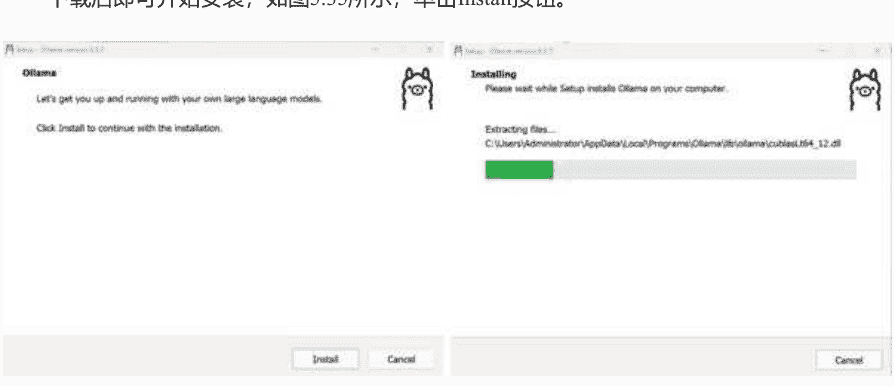 下载后即可开始安装，如图5.35所示，单击Install按钮。
Ollama
Let's get you up and running with your own large language models.
Click Install to continue with the installation.
Install
Cancel
Installing
Please wait while Setup installs Ollama on your computer.
Extracting files...
C:\Users\Administrator\AppData\Local\Programs\Ollama\lib\ollama\cublasLt64_12.dll
Cancel